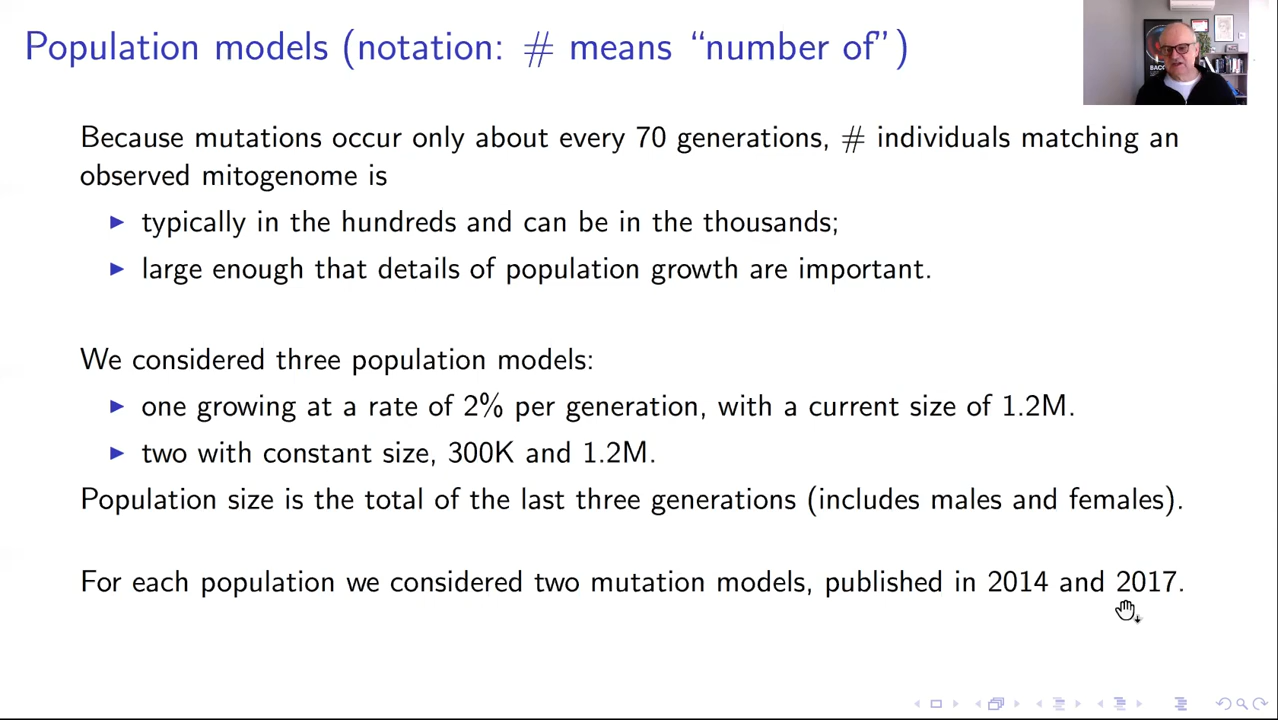 Population models (notation: # means “number of”)
Because mutations occur only about every 70 generations, # individuals matching an
observed mitogenome is
typically in the hundreds and can be in the thousands;
large enough that details of population growth are important.
We considered three population models:
one growing at a rate of 2% per generation, with a current size of 1.2M.
two with constant size, 300K and 1.2M.
Population size is the total of the last three generations (includes males and females).
For each population we considered two mutation models, published in 2014 and 2017.